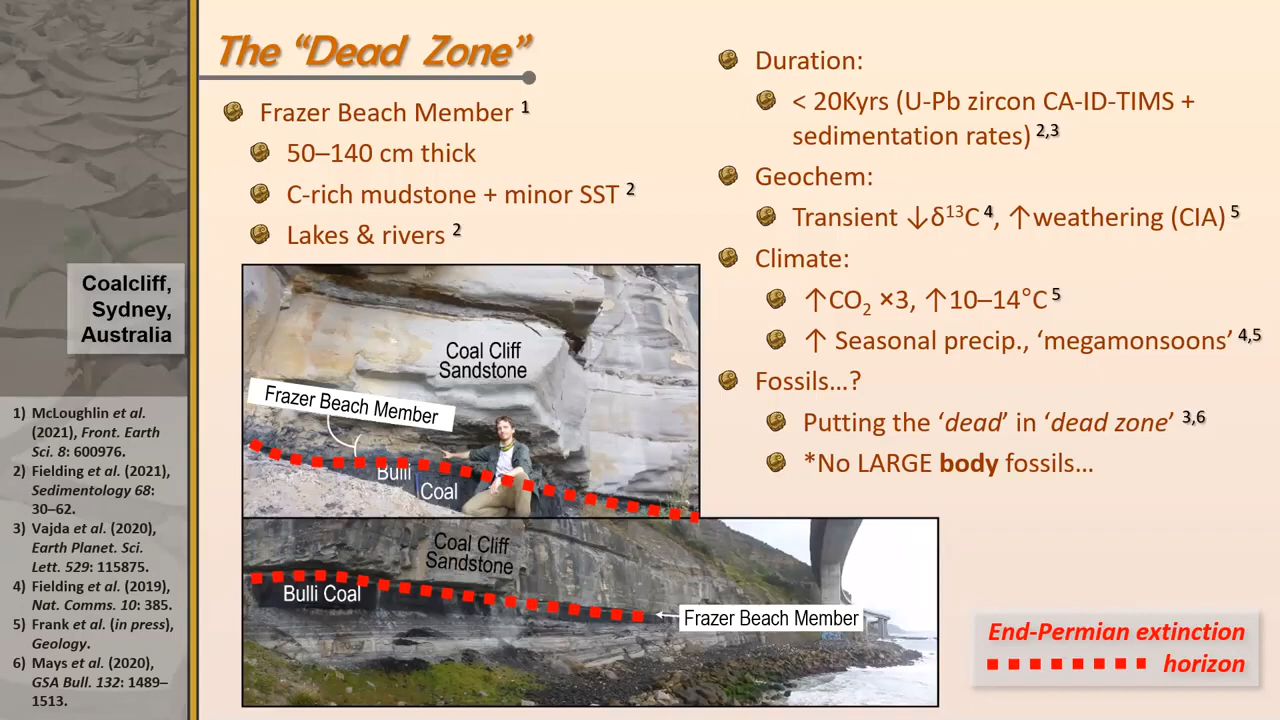 The “Dead Zone”
Frazer Beach Member 1
50–140 cm thick
C-rich mudstone + minor SST 2
Lakes & rivers 2
Duration:
< 20Kyrs (U-Pb zircon CA-ID-TIMS +
sedimentation rates) 2,3
Geochem:
Transient ↓δ13C 4, ↑weathering (CIA) 5
Climate:
↑CO2 ×3, ↑10–14°C 5
↑ Seasonal precip., ‘megamonsoons’ 4,5
Fossils…?
Putting the ‘dead’ in ‘dead zone’ 3,6
*No LARGE body fossils…
Coalcliff,
Sydney,
Australia
Coal Cliff
Sandstone
Frazer Beach Member
Bulli
Coal
Coal Cliff
Sandstone
Bulli Coal
Frazer Beach Member
End-Permian extinction
horizon
1) McLoughlin et al.
(2021), Front. Earth
Sci. 8: 600976.
2) Fielding et al. (2021),
Sedimentology 68:
30–62.
3) Vajda et al. (2020),
Earth Planet. Sci.
Lett. 529: 115875.
4) Fielding et al. (2019),
Nat. Comms. 10: 385.
5) Frank et al. (in press),
Geology.
6) Mays et al. (2020),
GSA Bull. 132: 1489–
1513.